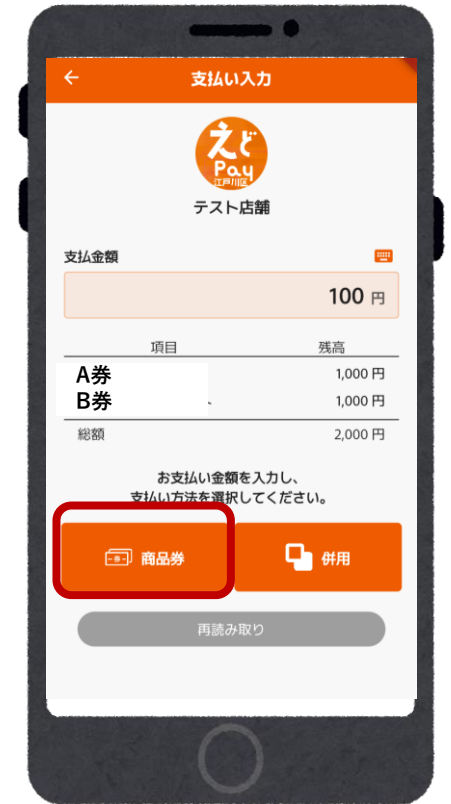 支払い入力
えど
Pay
江戸川区
テスト店舗
支払金額
100 円
項目 残高
A券 1,000 円
B券 1,000 円
総額 2,000 円
お支払い金額を入力し、
支払い方法を選択してください。
商品券 併用
再読み取り